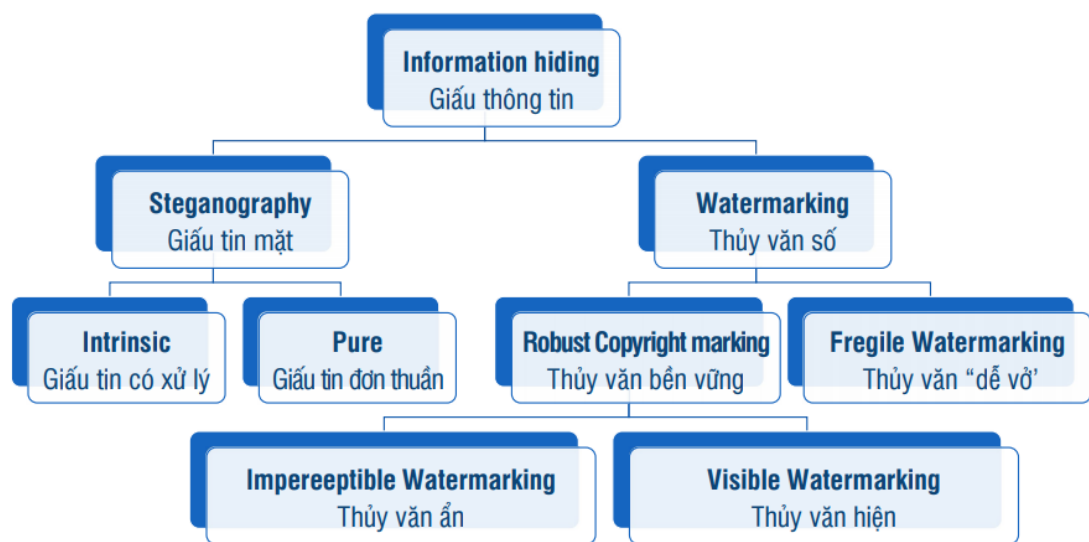 Information hiding
Giấu thông tin
Steganography
Giấu tin mặt
Watermarking
Thủy văn số
Intrinsic
Giấu tin có xử lý
Pure
Giấu tin đơn thuần
Robust Copyright marking
Thủy văn bền vững
Fregile Watermarking
Thủy văn “dễ vở’
Impereeptible Watermarking
Thủy văn ẩn
Visible Watermarking
Thủy văn hiện